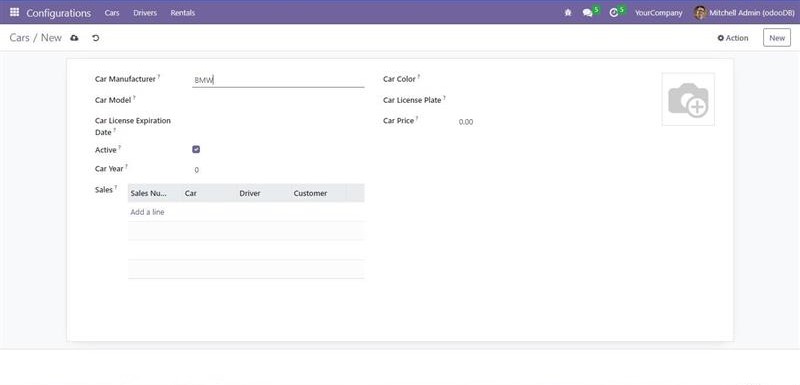 Configurations Cars Drivers Rentals 5 5 YourCompany Mitchell Admin (odooDB)
Cars / New Action New
Car Manufacturer ? BMW Car Color ?
Car Model ? Car License Plate ?
Car License Expiration Car Price ? 0.00
Date ?
Active ?
Car Year ? 0
Sales ? Sales Nu... Car Driver Customer
Add a line